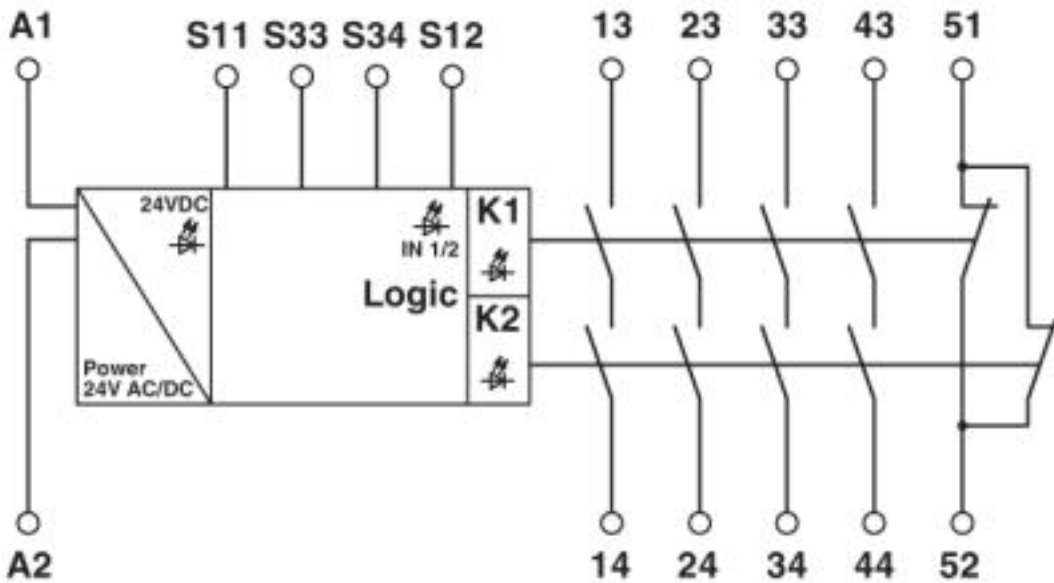 A1 S11 S33 S34 S12 13 23 33 43 51
24VDC
IN 1/2
K1
Logic
K2
Power
24V AC/DC
A2 14 24 34 44 52